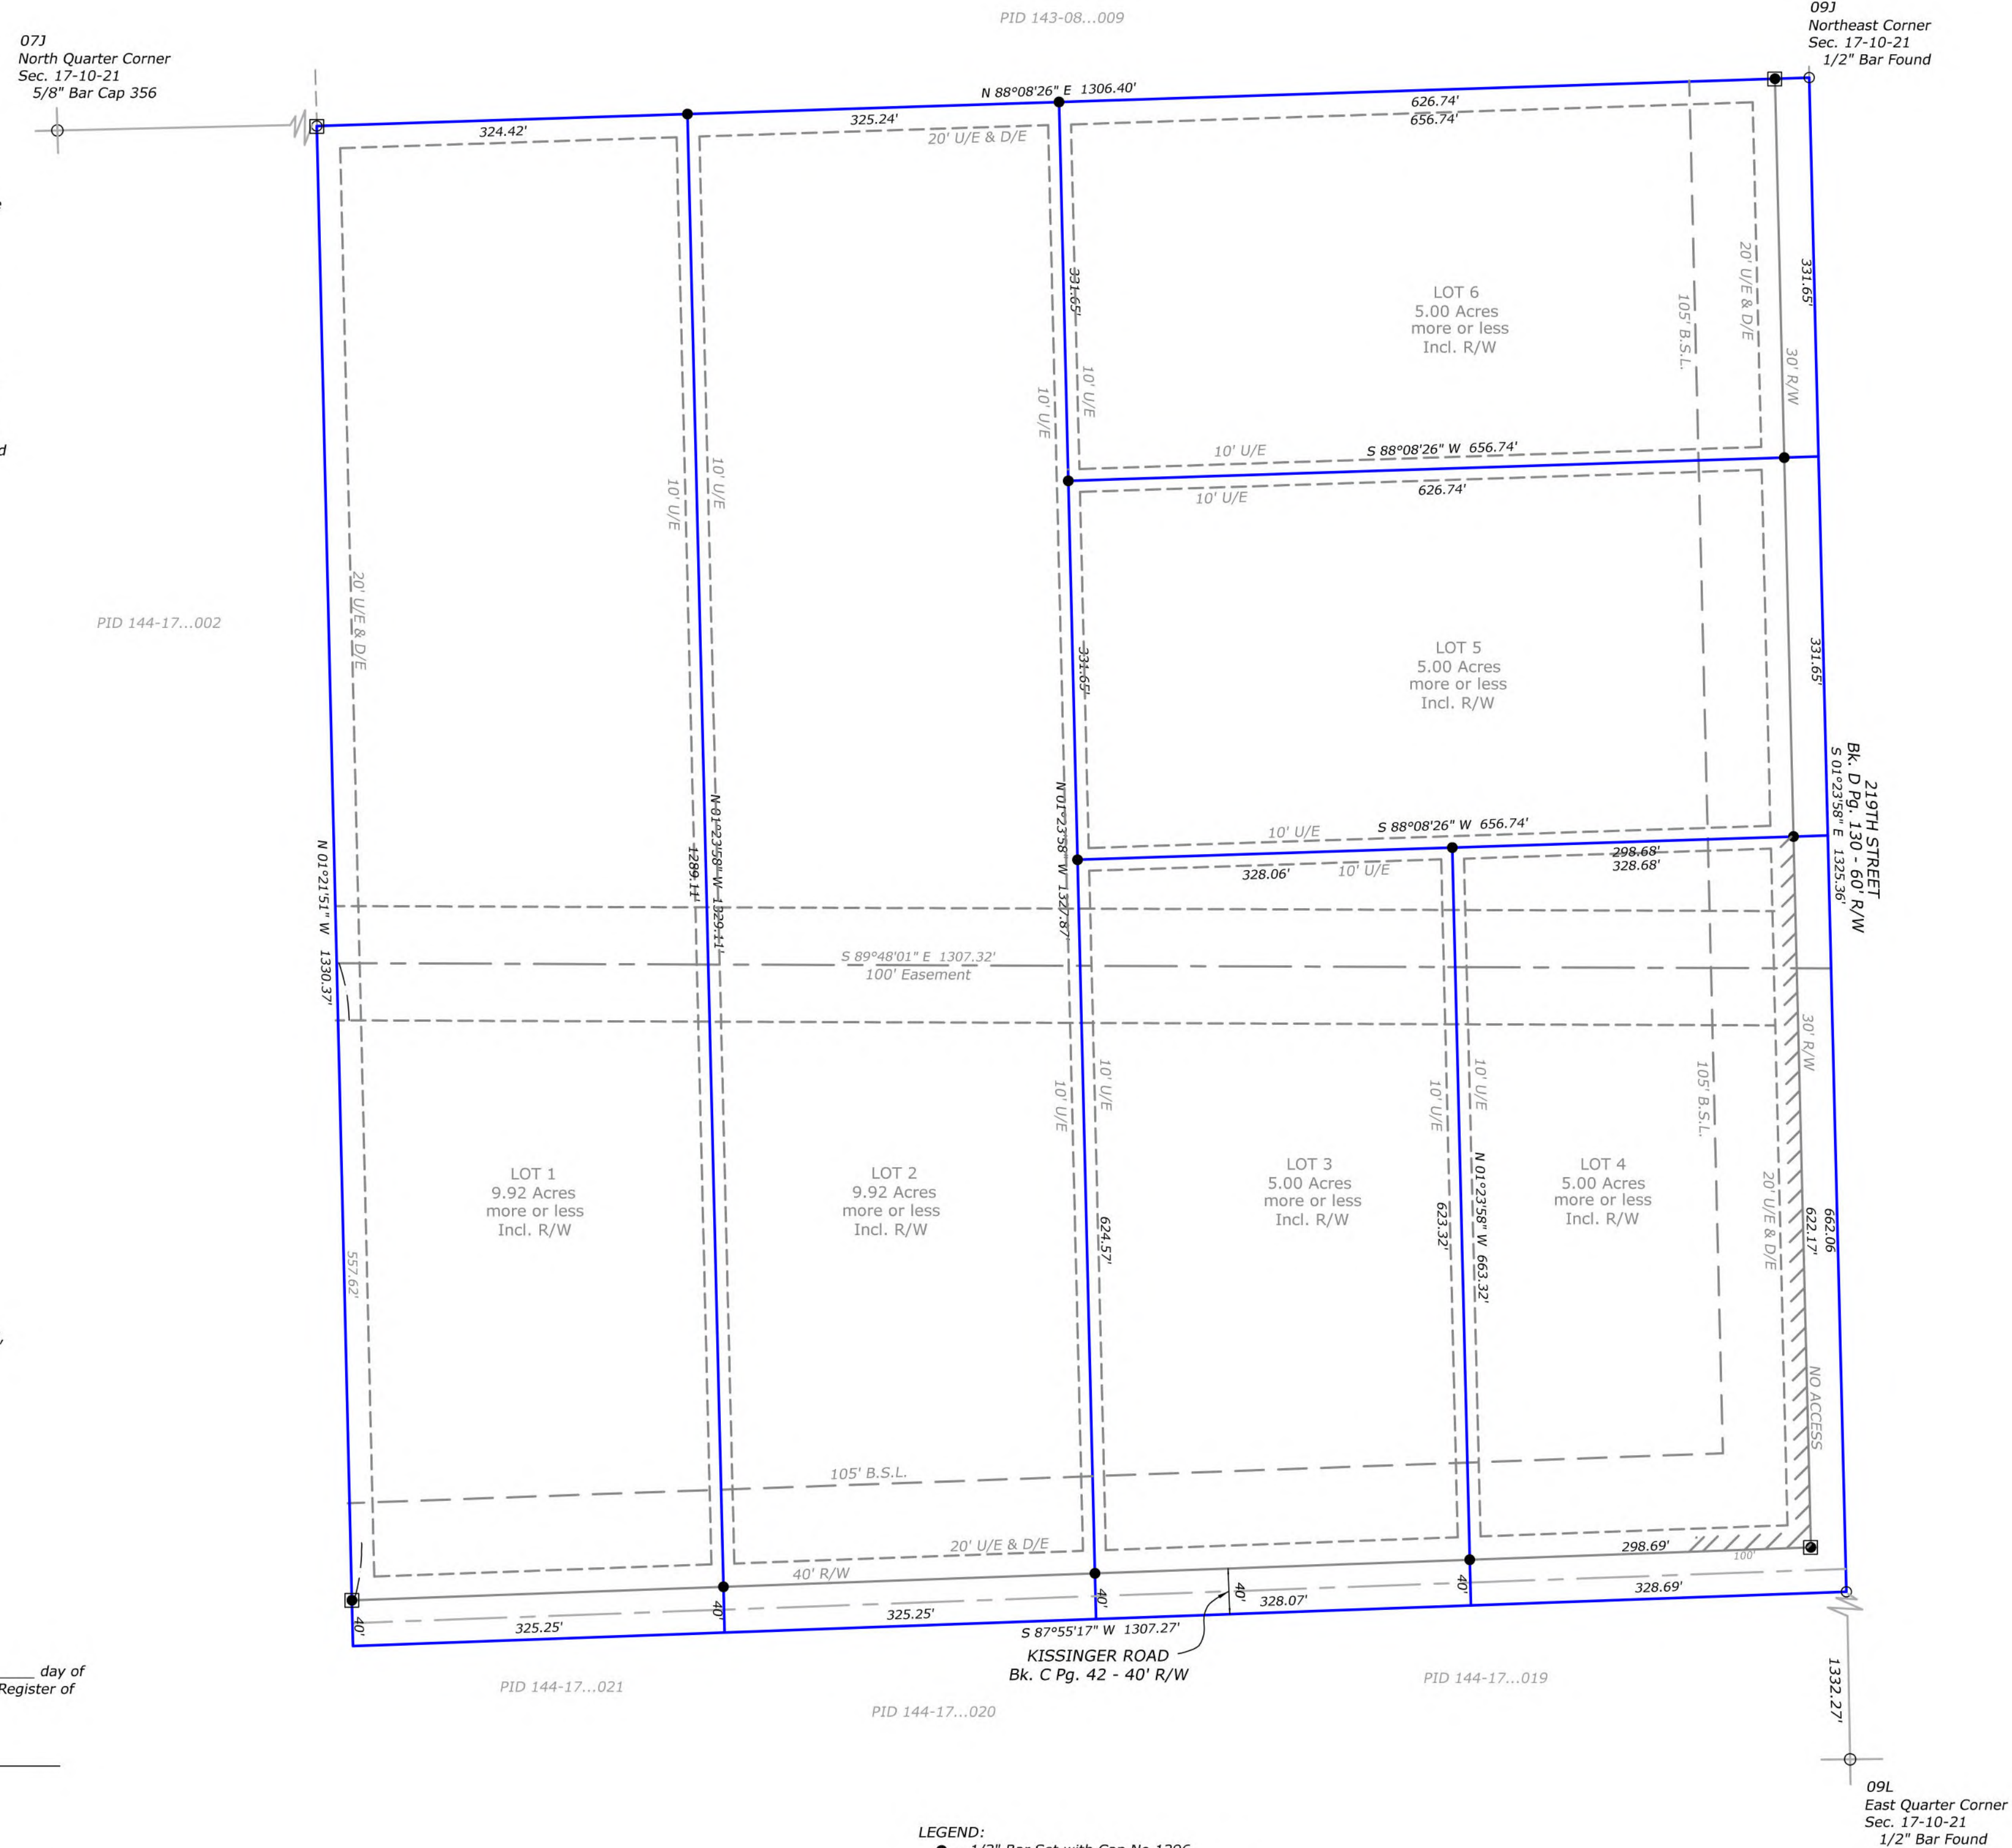 PID 143-08...009
09J
Northeast Corner
Sec. 17-10-21
1/2" Bar Found
07J
North Quarter Corner
Sec. 17-10-21
5/8" Bar Cap 356
N 88°08'26" E  1306.40'
324.42'
325.24'
626.74'
656.74'
20' U/E & D/E
331.65'
331.65'
20' U/E & D/E
105' B.S.L.
LOT 6
5.00 Acres
more or less
Incl. R/W
30' R/W
10' U/E
10' U/E
10' U/E
S 88°08'26" W  656.74'
10' U/E
626.74'
10' U/E
10' U/E
20' U/E & D/E
PID 144-17...002
331.65'
331.65'
LOT 5
5.00 Acres
more or less
Incl. R/W
219TH STREET
Bk. D Pg. 130 - 60' R/W
S 01°23'58" E  1325.36'
N 01°21'51" W  1330.37'
1289.11'
N 01°23'58" W  1329.11'
N 01°23'58" W  1327.87'
10' U/E
S 88°08'26" W  656.74'
298.68'
328.68'
328.06'
10' U/E
S 89°48'01" E  1307.32'
100' Easement
30' R/W
10' U/E
10' U/E
10' U/E
10' U/E
105' B.S.L.
LOT 1
9.92 Acres
more or less
Incl. R/W
LOT 2
9.92 Acres
more or less
Incl. R/W
LOT 3
5.00 Acres
more or less
Incl. R/W
LOT 4
5.00 Acres
more or less
Incl. R/W
557.62'
624.57'
623.32'
N 01°23'58" W  663.32'
20' U/E & D/E
622.17'
662.06
NO ACCESS
105' B.S.L.
20' U/E & D/E
298.69'
100'
40' R/W
40'
40'
40'
40'
40'
325.25'
325.25'
328.07'
328.69'
S 87°55'17" W  1307.27'
KISSINGER ROAD
Bk. C Pg. 42 - 40' R/W
PID 144-17...021
PID 144-17...020
PID 144-17...019
day of
Register of
1332.27'
09L
East Quarter Corner
Sec. 17-10-21
1/2" Bar Found
LEGEND:
1/2" Bar Set with Cap No.1296